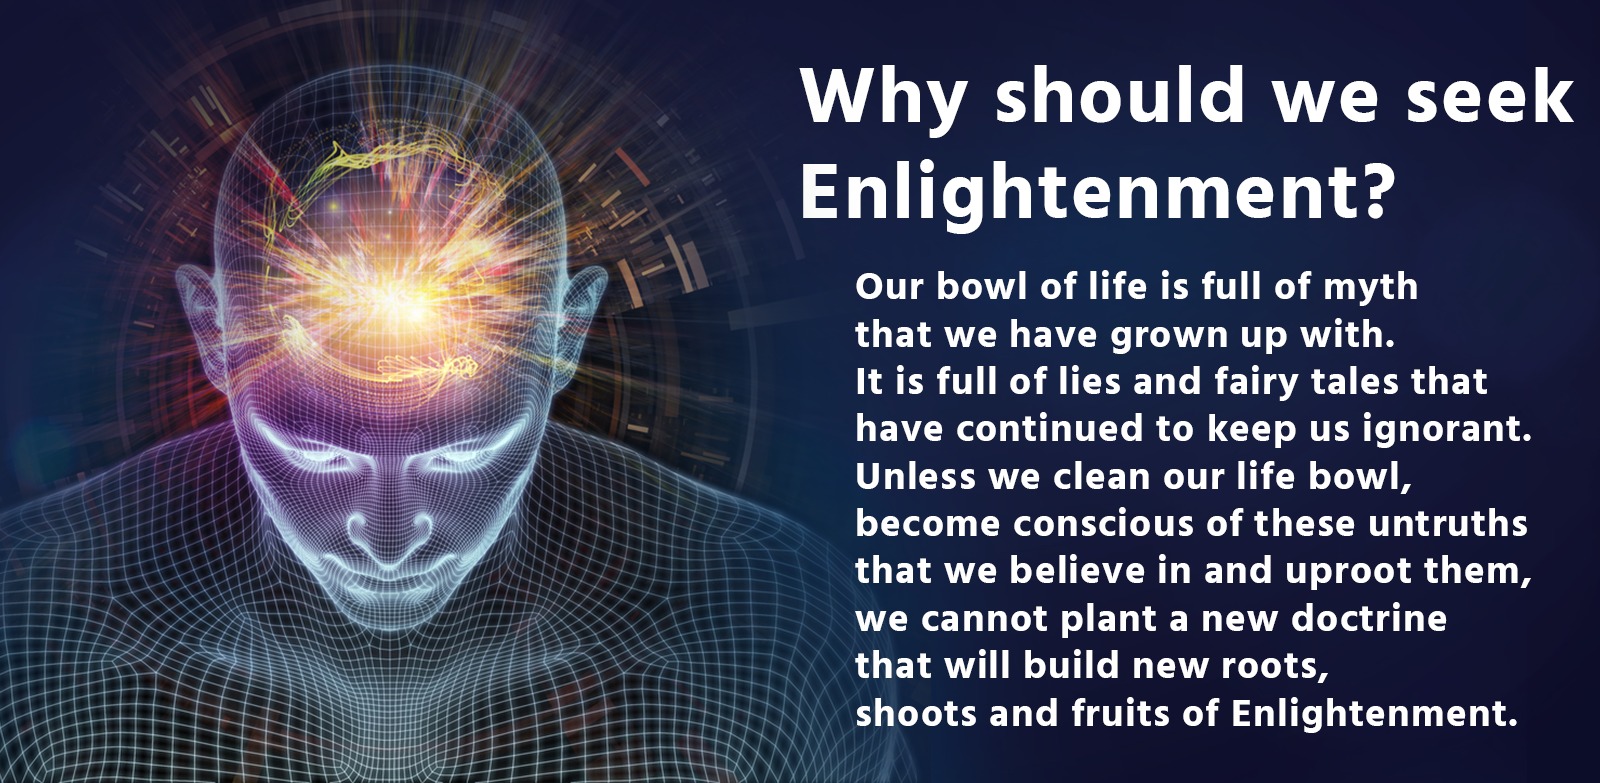 Why should we seek
Enlightenment?
Our bowl of life is full of myth
that we have grown up with.
It is full of lies and fairy tales that
have continued to keep us ignorant.
Unless we clean our life bowl,
become conscious of these untruths
that we believe in and uproot them,
we cannot plant a new doctrine
that will build new roots,
shoots and fruits of Enlightenment.